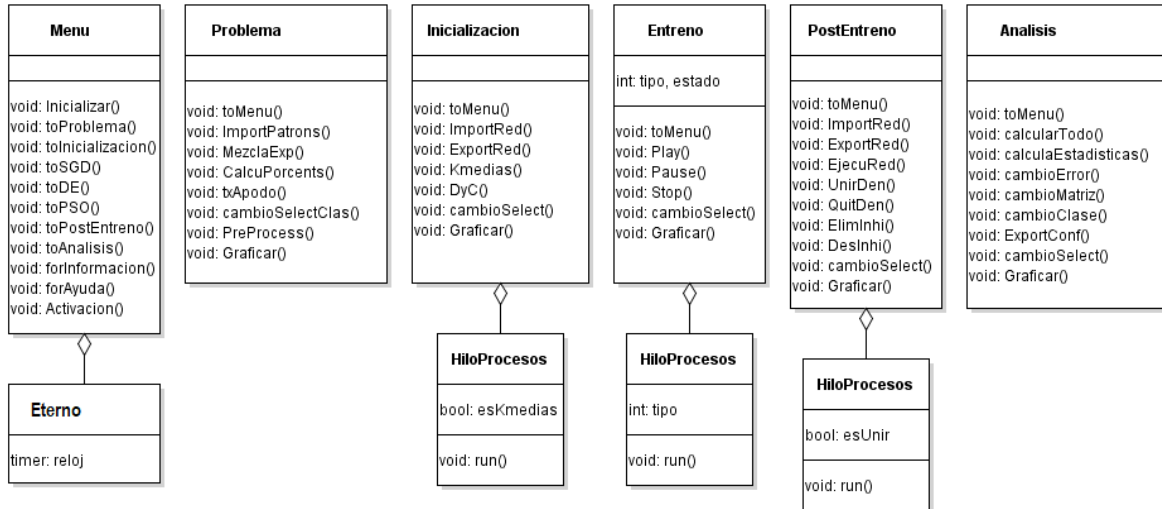 Menu
void: Inicializar()
void: toProblema()
void: toInicializacion()
void: toSGD()
void: toDE()
void: toPSO()
void: toPostEntreno()
void: toAnalisis()
void: forInformacion()
void: forAyuda()
void: Activacion()
Eterno
timer: reloj
Problema
void: toMenu()
void: ImportPatrons()
void: MezclaExp()
void: CalcuPorcents()
void: txApodo()
void: cambioSelectClas()
void: PreProcess()
void: Graficar()
Inicializacion
void: toMenu()
void: ImportRed()
void: ExportRed()
void: Kmedias()
void: DyC()
void: cambioSelect()
void: Graficar()
HiloProcesos
bool: esKmedias
void: run()
Entreno
int: tipo, estado
void: toMenu()
void: Play()
void: Pause()
void: Stop()
void: cambioSelect()
void: Graficar()
HiloProcesos
int: tipo
void: run()
PostEntreno
void: toMenu()
void: ImportRed()
void: ExportRed()
void: EjecuRed()
void: UnirDen()
void: QuitDen()
void: ElimInhi()
void: DesInhi()
void: cambioSelect()
void: Graficar()
HiloProcesos
bool: esUnir
void: run()
Analisis
void: toMenu()
void: calcularTodo()
void: calculaEstadisticas()
void: cambioError()
void: cambioMatriz()
void: cambioClase()
void: ExportConf()
void: cambioSelect()
void: Graficar()